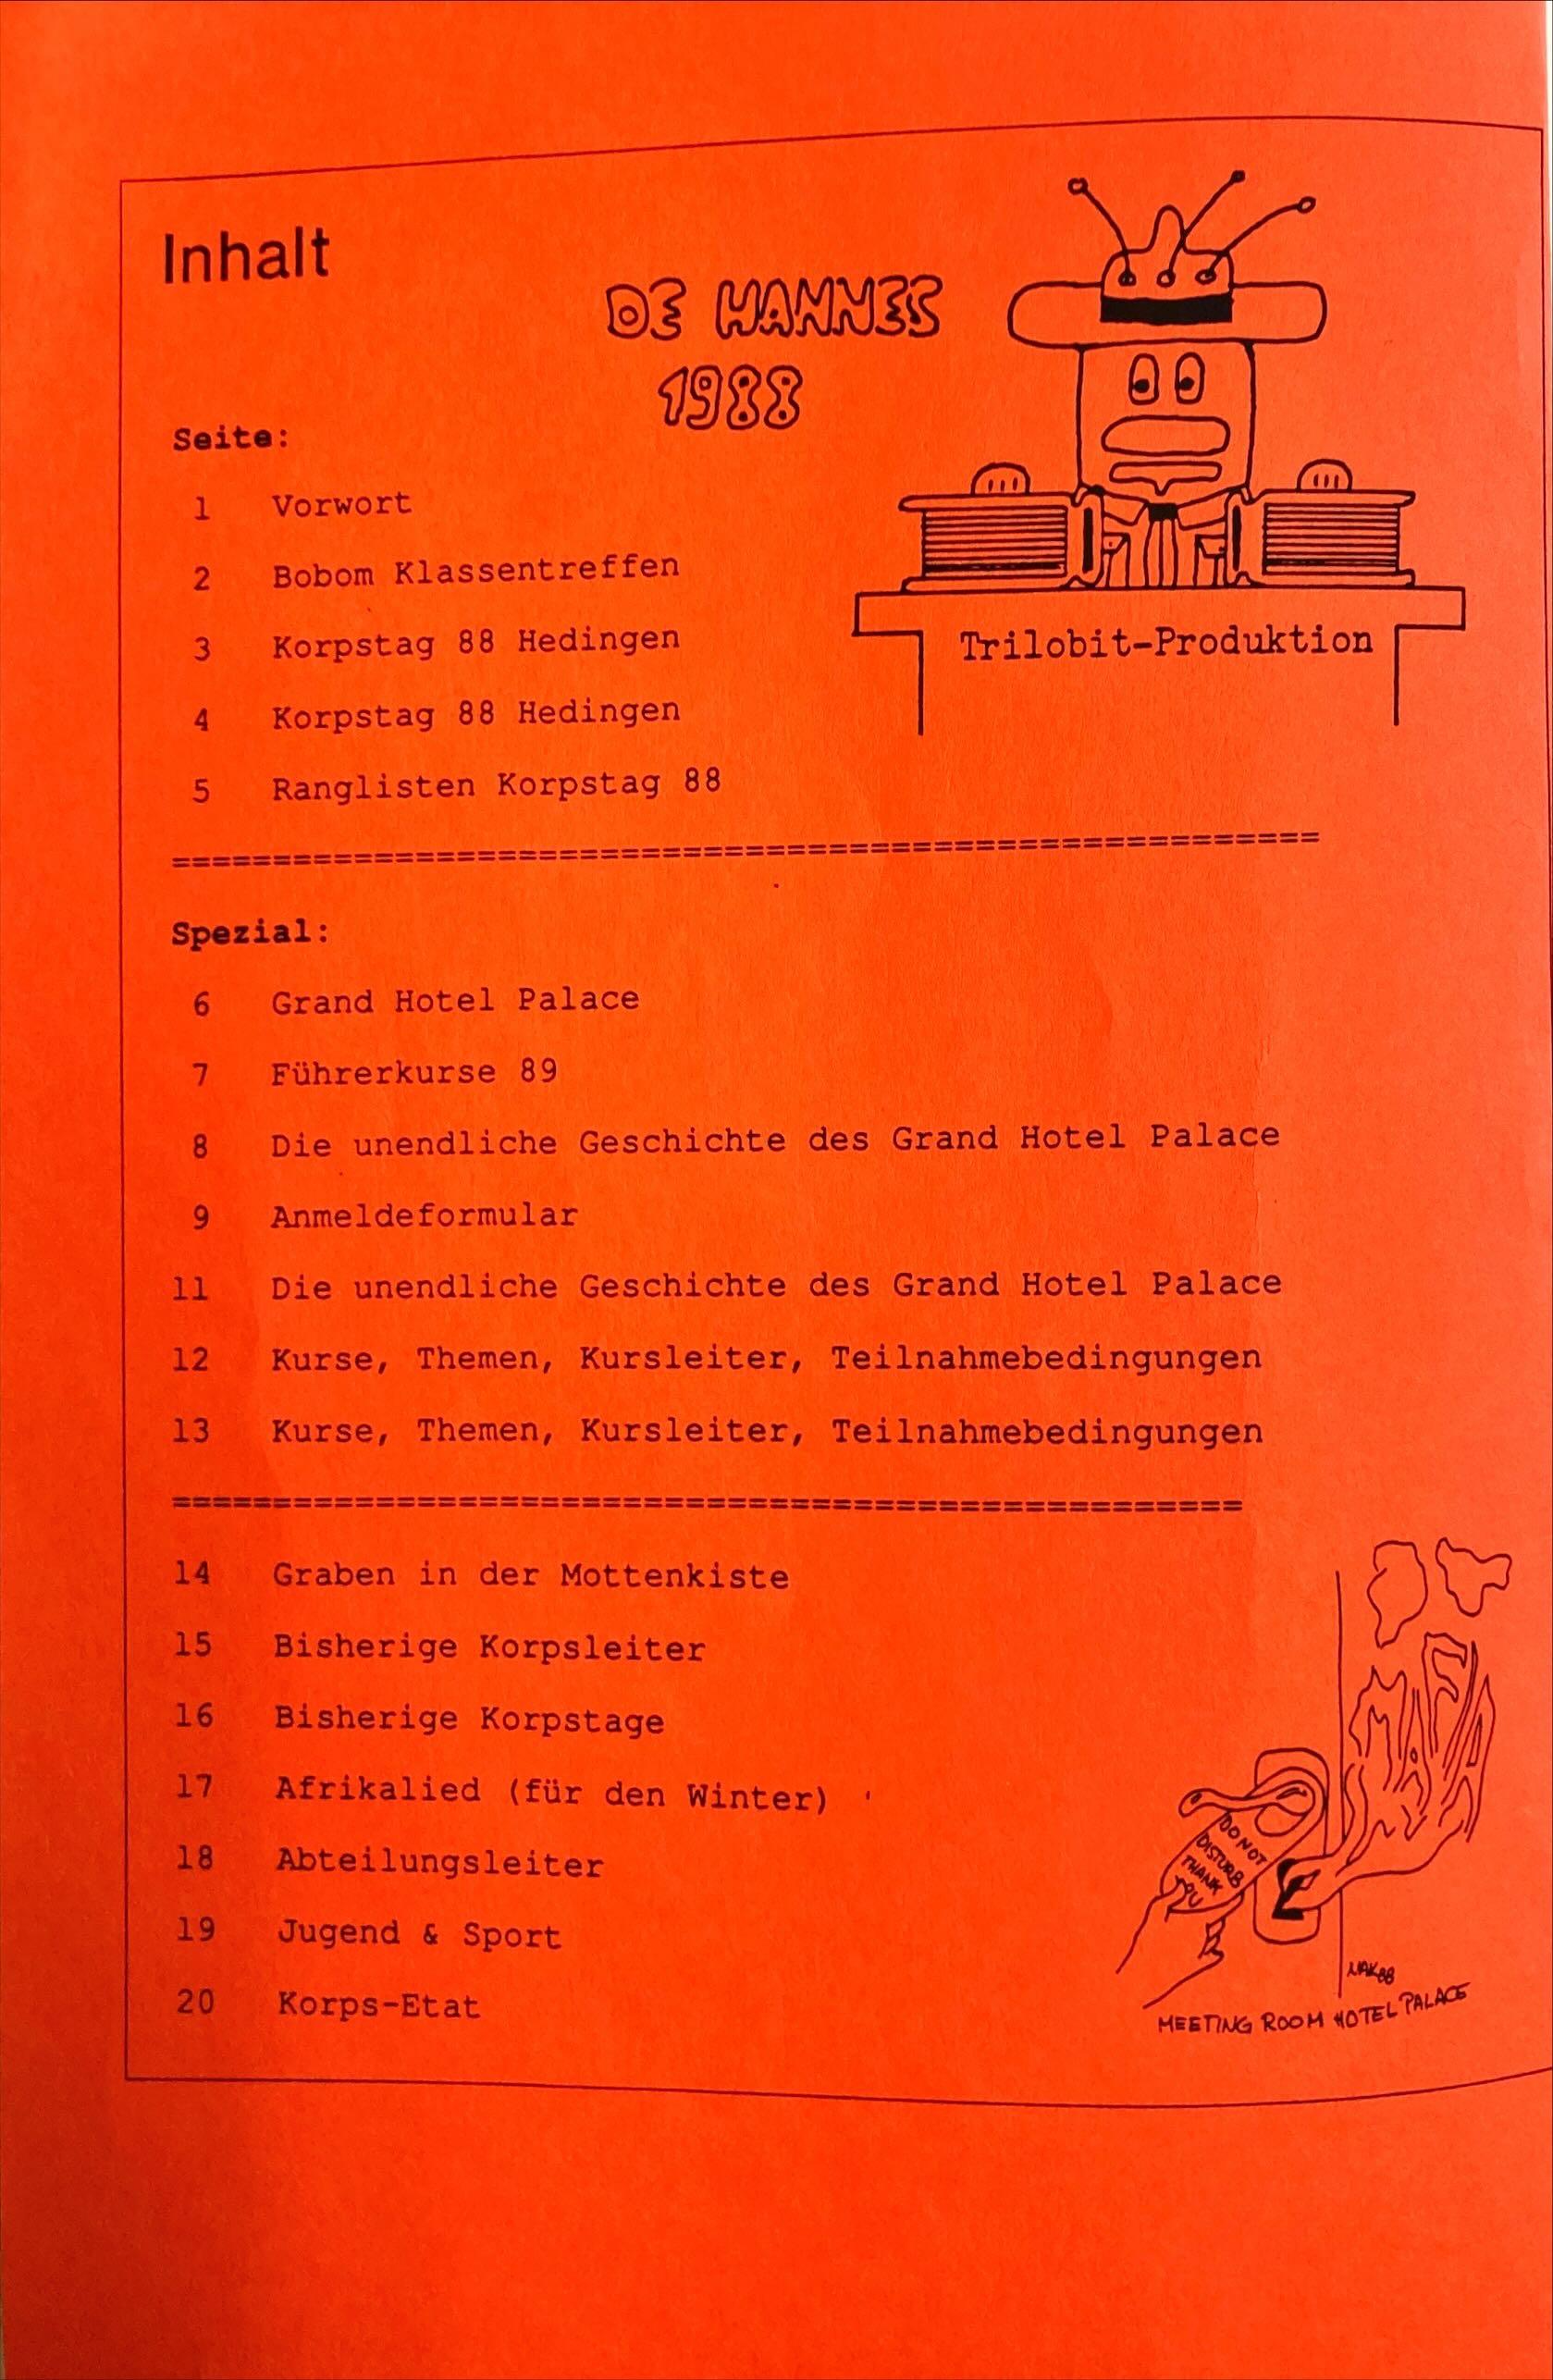 Inhalt
DE HANNES
1988
Trilobit-Produktion
Seite:
1 Vorwort
2 Bobom Klassentreffen
3 Korpstag 88 Hedingen
4 Korpstag 88 Hedingen
5 Ranglisten Korpstag 88
Spezial:
6 Grand Hotel Palace
7 Führerkurse 89
8 Die unendliche Geschichte des Grand Hotel Palace
9 Anmeldeformular
11 Die unendliche Geschichte des Grand Hotel Palace
12 Kurse, Themen, Kursleiter, Teilnahmebedingungen
13 Kurse, Themen, Kursleiter, Teilnahmebedingungen
14 Graben in der Mottenkiste
15 Bisherige Korpsleiter
16 Bisherige Korpstage
17 Afrikalied (für den Winter)
18 Abteilungsleiter
19 Jugend & Sport
20 Korps-Etat
MAFIA
DO NOT
DISTURB
THANK
YOU
MAK88
MEETING ROOM HOTEL PALACE